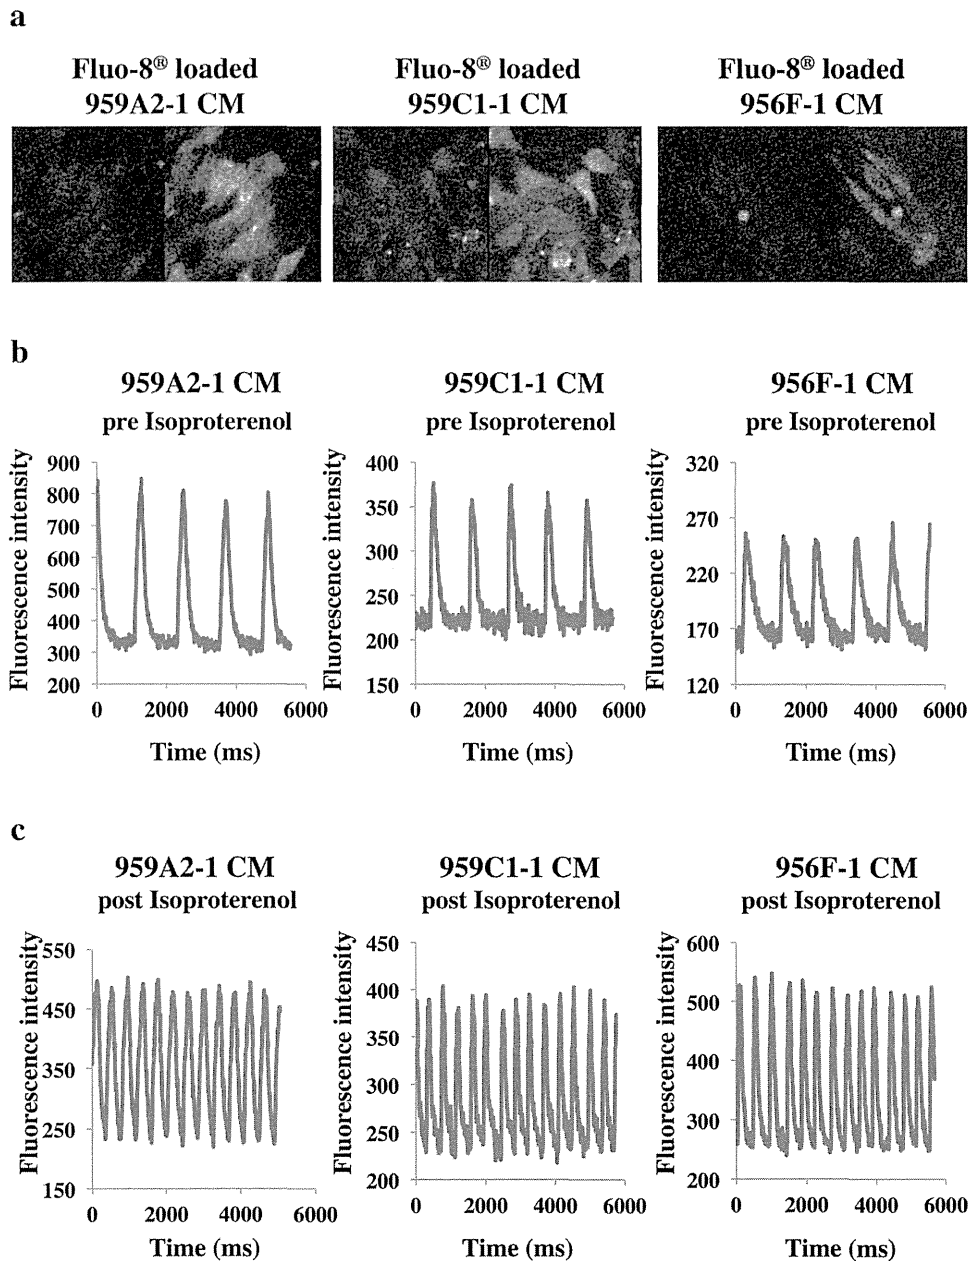 a
Fluo-8® loaded
959A2-1 CM
Fluo-8® loaded
959C1-1 CM
Fluo-8® loaded
956F-1 CM
b
959A2-1 CM
pre Isoproterenol
Fluorescence intensity
900
800
700
600
500
400
300
200
0 2000 4000 6000
Time (ms)
959C1-1 CM
pre Isoproterenol
Fluorescence intensity
400
350
300
250
200
150
0 2000 4000 6000
Time (ms)
956F-1 CM
pre Isoproterenol
Fluorescence intensity
320
270
220
170
120
0 2000 4000 6000
Time (ms)
c
959A2-1 CM
post Isoproterenol
Fluorescence intensity
550
450
350
250
150
0 2000 4000 6000
Time (ms)
959C1-1 CM
post Isoproterenol
Fluorescence intensity
450
400
350
300
250
200
0 2000 4000 6000
Time (ms)
956F-1 CM
post Isoproterenol
Fluorescence intensity
600
500
400
300
200
0 2000 4000 6000
Time (ms)